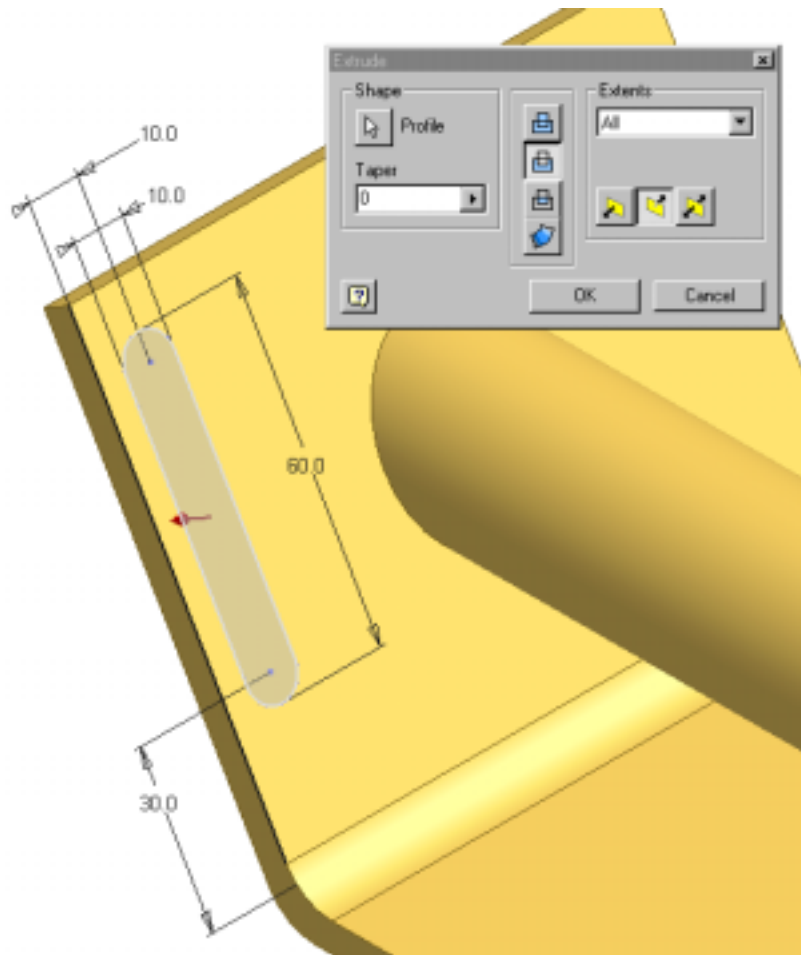 Extrude
Shape
Profile
Taper
0
Extents
All
?
OK
Cancel
10.0
10.0
60.0
30.0